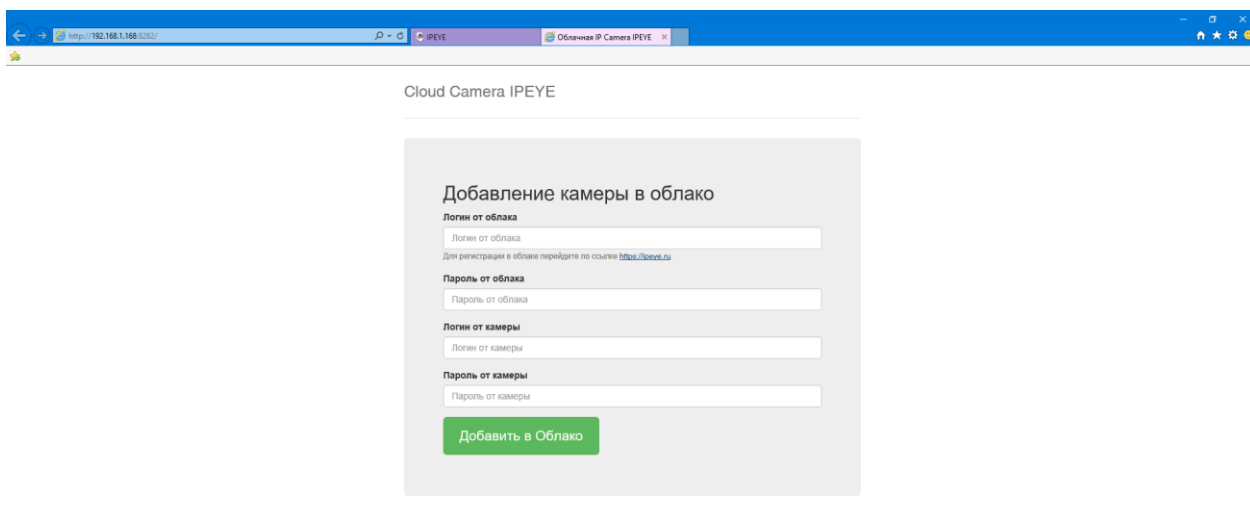 http://192.168.1.168:8282/
IPEYE
Облачная IP Camera IPEYE
Cloud Camera IPEYE
Добавление камеры в облако
Логин от облака
Логин от облака
Для регистрации в облаке перейдите по ссылке https://ipeye.ru.
Пароль от облака
Пароль от облака
Логин от камеры
Логин от камеры
Пароль от камеры
Пароль от камеры
Добавить в Облако